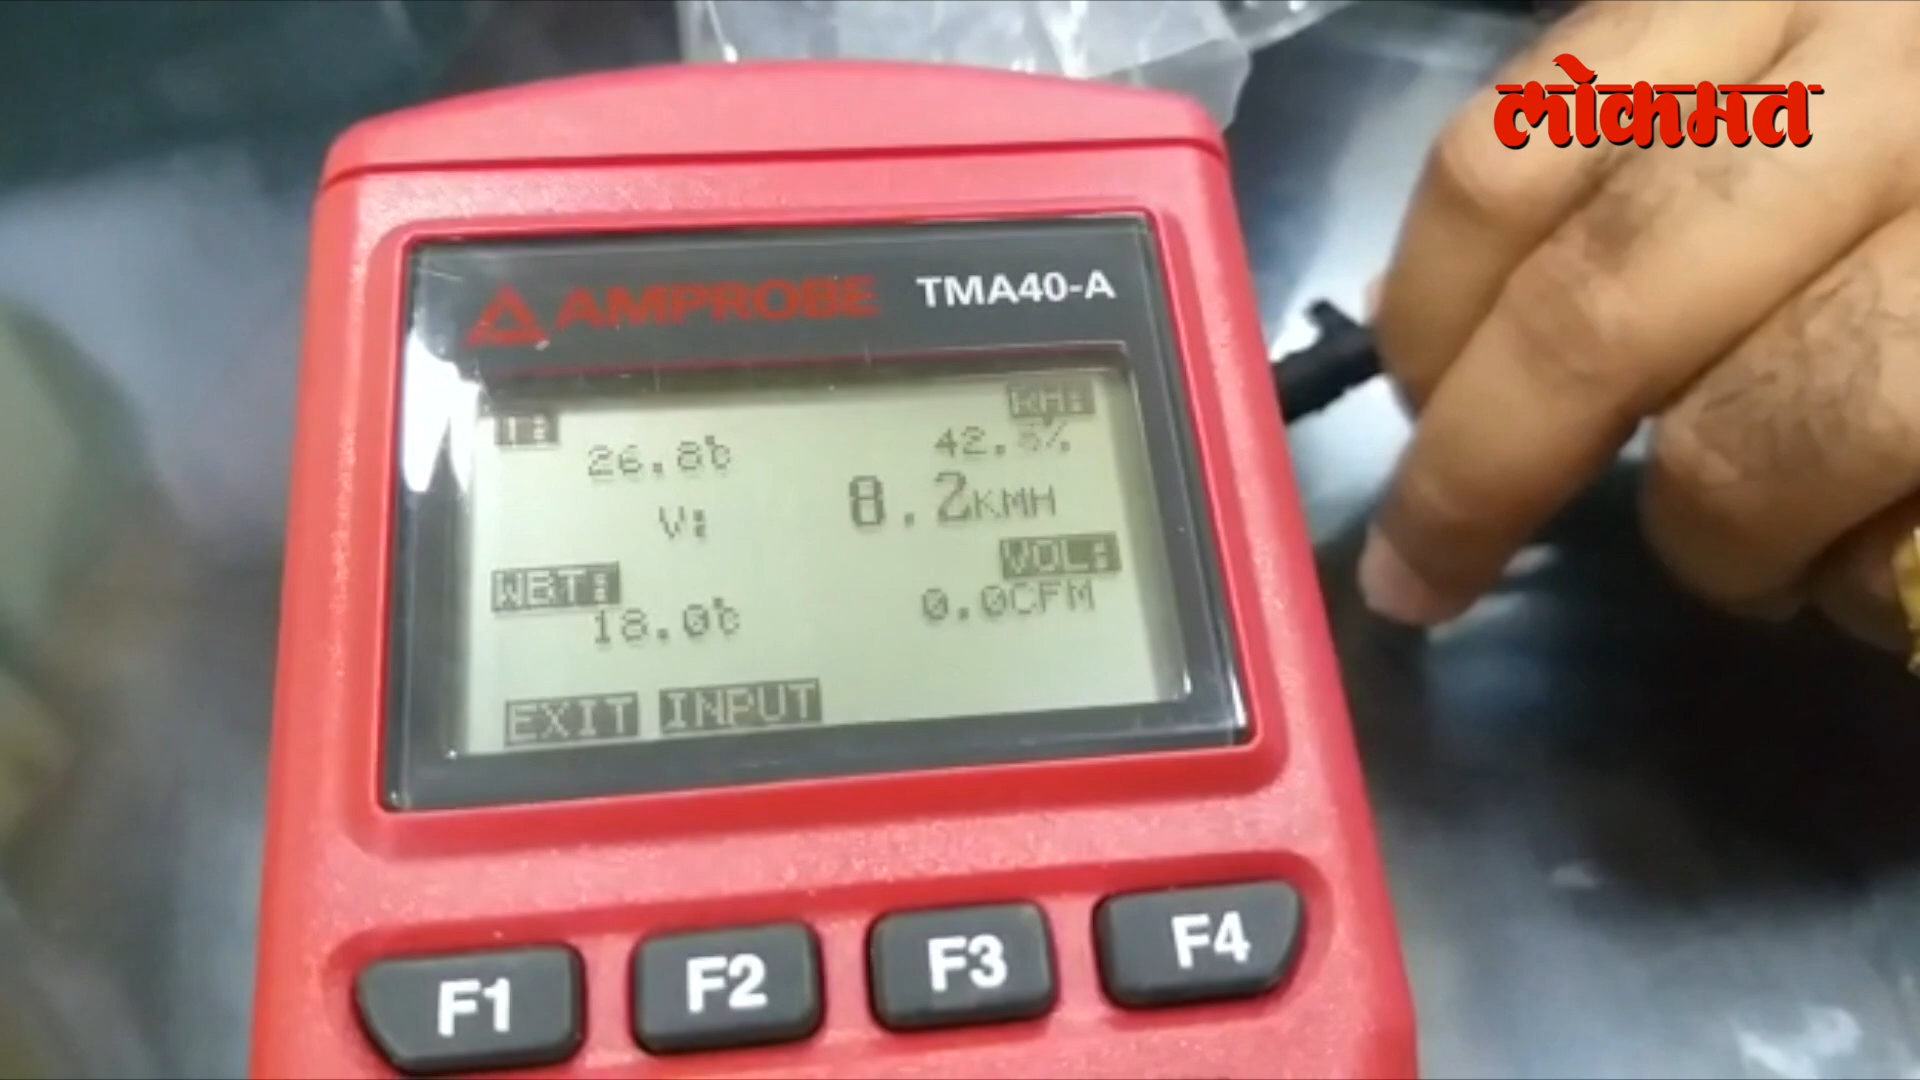 लोकमत
AMPROBE TMA40-A
T: RH:
26.8℃ 42.5%
V: 8.2KMH
WBT: VOL:
18.0℃ 0.0CFM
EXIT INPUT
F1 F2 F3 F4